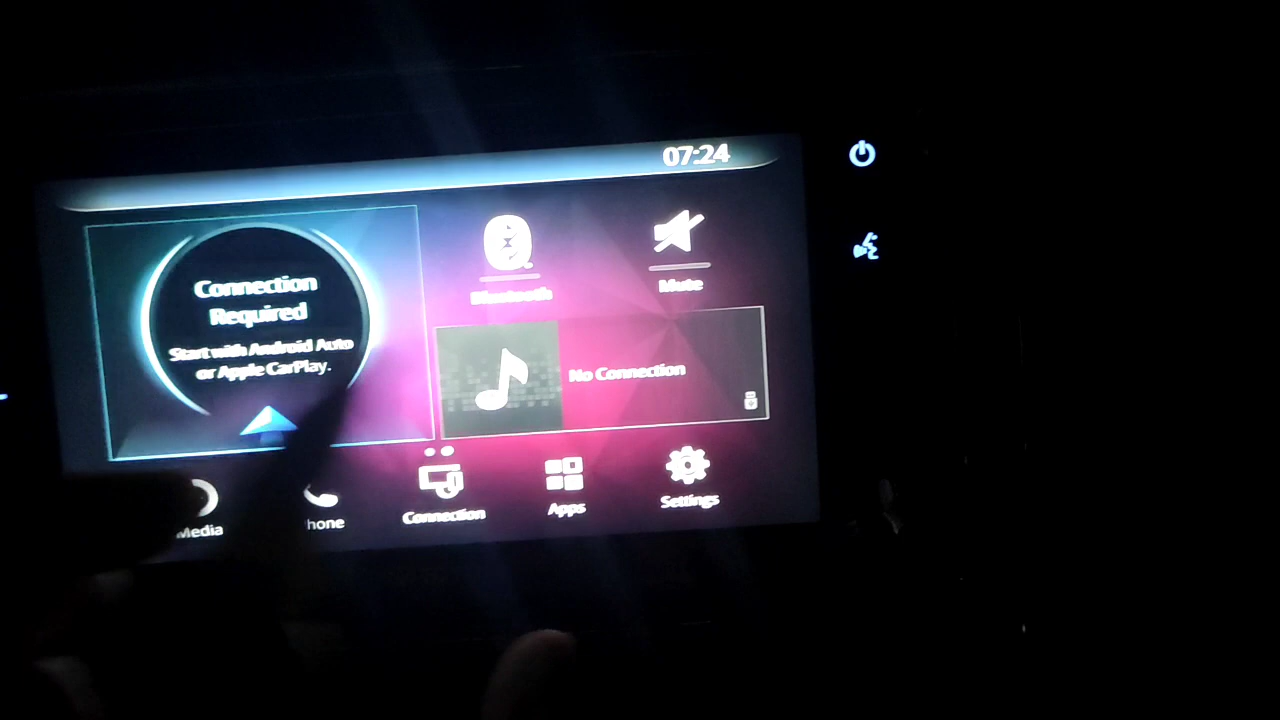 07:24
Connection
Required
Start with Android Auto
or Apple CarPlay.
Bluetooth
Mute
No Connection
Media
hone
Connection
Apps
Settings